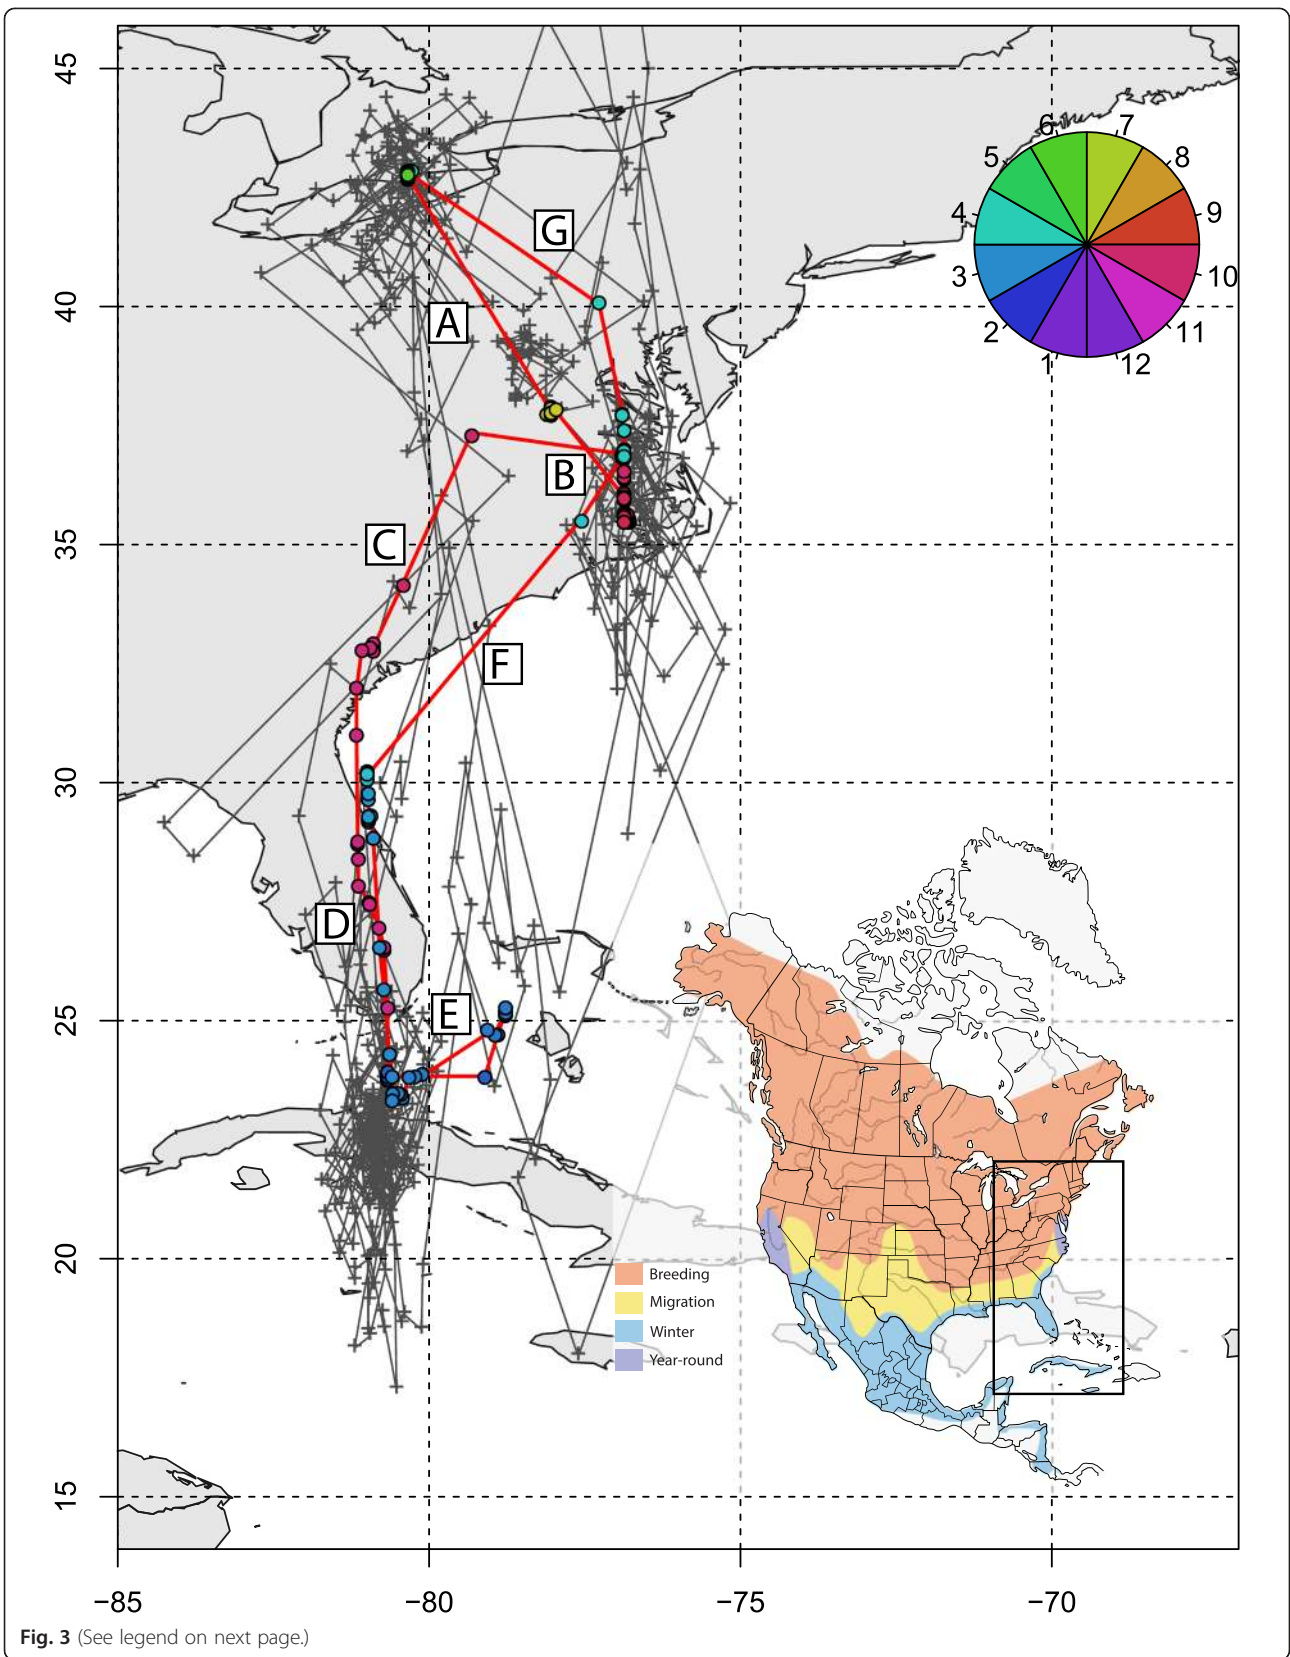 45
40
35
30
25
20
15
−85
−80
−75
−70
A
B
C
D
E
F
G
6
7
5
8
4
9
3
10
2
11
1
12
Breeding
Migration
Winter
Year-round
Fig. 3 (See legend on next page.)